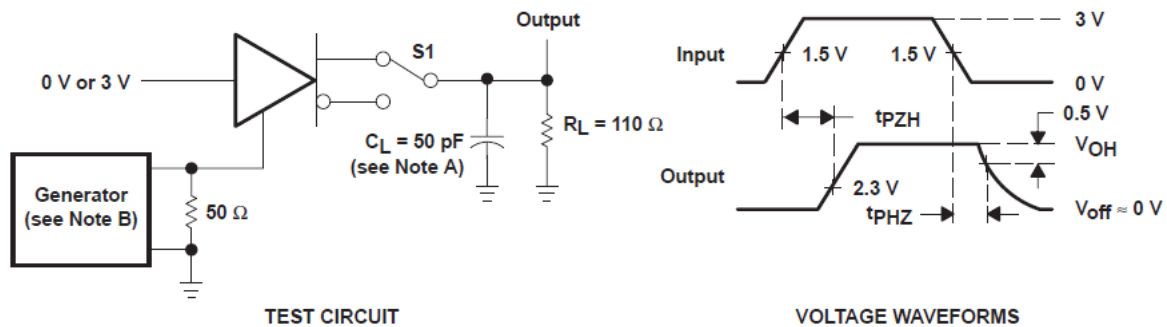 Output
S1
0 V or 3 V
CL = 50 pF
(see Note A)
RL = 110 Ω
Generator
(see Note B)
50 Ω
TEST CIRCUIT
Input
1.5 V
1.5 V
3 V
0 V
tPZH
0.5 V
VOH
Output
2.3 V
tPHZ
Voff ≈ 0 V
VOLTAGE WAVEFORMS